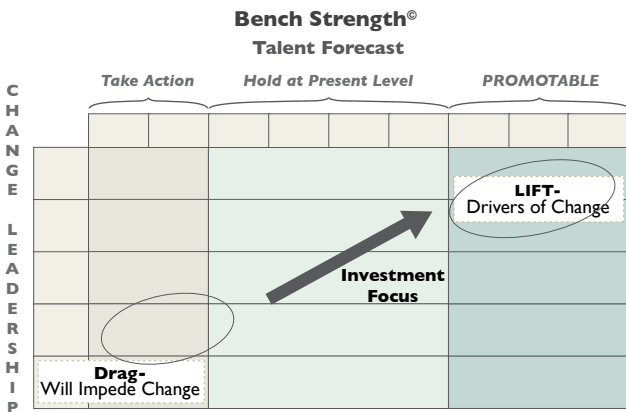 Bench Strength©
Talent Forecast
Take Action
Hold at Present Level
PROMOTABLE
CHANGE LEADERSHIP
LIFT-
Drivers of Change
Investment
Focus
Drag-
Will Impede Change